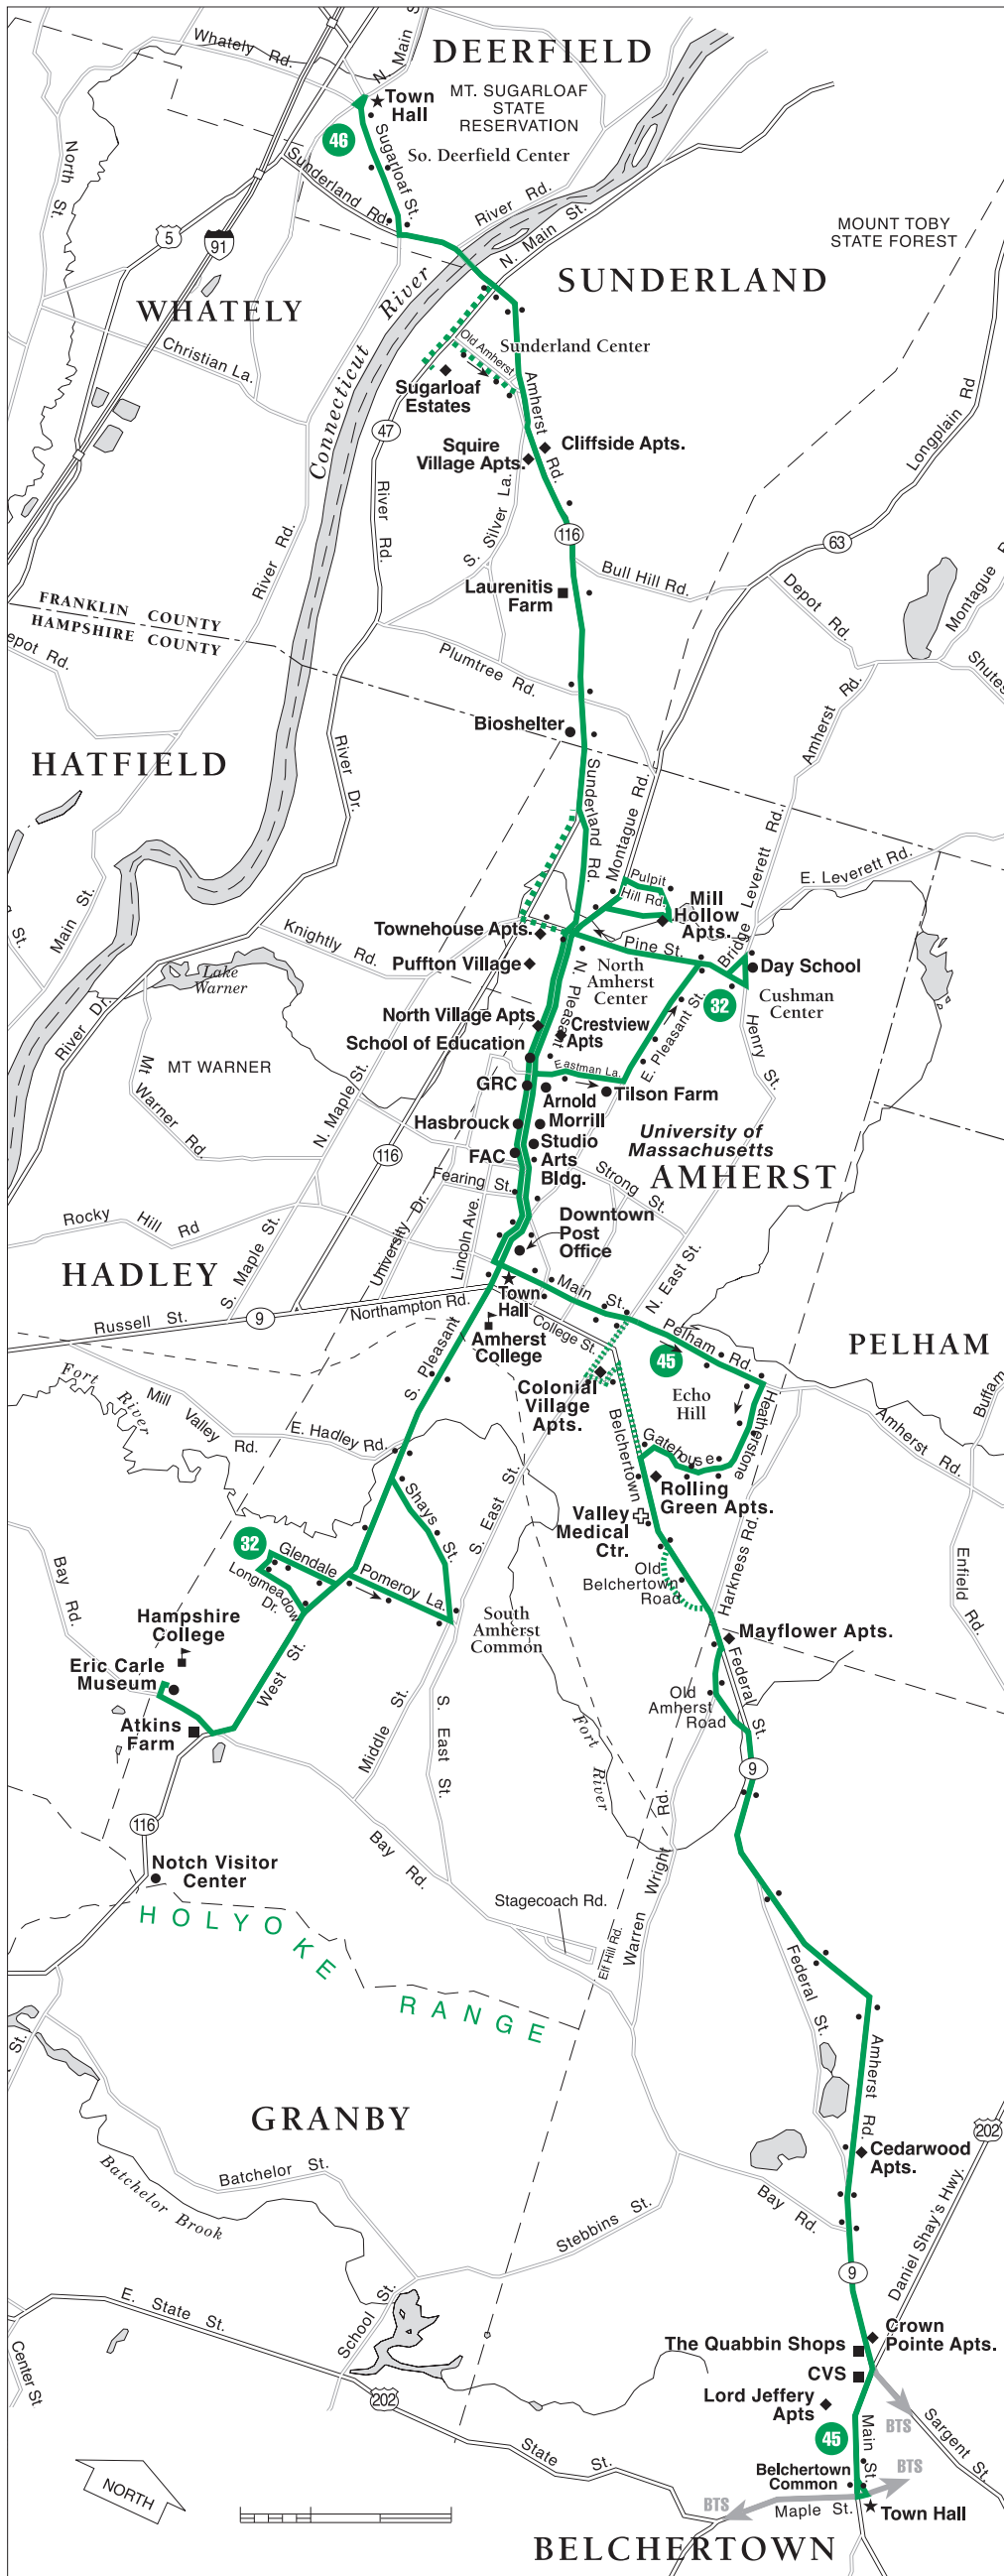 DEERFIELD
Whately Rd.
N. Main S
Town
Hall
MT. SUGARLOAF
STATE
RESERVATION
46
So. Deerfield Center
Sugarloaf St.
Sunderland Rd.
North St.
River Rd.
N. Main St.
MOUNT TOBY
STATE FOREST
5
91
SUNDERLAND
WHATELY
Connecticut River
Christian La.
Old Amherst
Sunderland Center
Sugarloaf
Estates
Amherst Rd.
Longplain Rd
47
Squire
Village Apts.
Cliffside Apts.
River Rd.
S. Silver La.
116
63
River Rd.
Bull Hill Rd.
Laurenitis
Farm
Depot Rd.
Montague R
FRANKLIN COUNTY
HAMPSHIRE COUNTY
epot Rd.
Plumtree Rd.
Shutes
Amherst Rd.
Bioshelter
HATFIELD
River Dr.
Sunderland Rd.
Montague Rd.
Leverett Rd.
E. Leverett Rd.
Pulpit
Hill Rd.
Mill
Hollow
Apts.
Main St.
St.
Knightly Rd.
Townehouse Apts.
Pine St.
Bridge
Puffton Village
North
Amherst
Center
Day School
Lake
Warner
32
Cushman
Center
N. Pleasant
North Village Apts
Crestview
Apts
School of Education
E. Pleasant St.
Henry St.
River Dr.
MT WARNER
Eastman La.
GRC
Arnold
Tilson Farm
Mt Warner Rd.
N. Maple St.
Hasbrouck
Morrill
University of
Massachusetts
Studio
Arts
Bldg.
FAC
116
AMHERST
Fearing St.
Strong St.
Rocky Hill Rd
University Dr.
Lincoln Ave.
Downtown
Post
Office
HADLEY
S. Maple St.
Main St.
N. East St.
Town
Hall
Northampton Rd.
Russell St.
9
College St.
Pelham Rd.
PELHAM
Amherst
College
S. Pleasant
45
Fort River
Colonial
Village
Apts.
Echo
Hill
Heatherstone
Buffam
Mill Valley Rd.
E. Hadley Rd.
Belchertown
Gatehouse
Amherst Rd.
Rolling
Green Apts.
Shays St.
S. East St.
Valley
Medical
Ctr.
32
Glendale
Longmeadow
Dr.
Pomeroy La.
Old
Belchertown
Road
Harkness Rd.
Enfield Rd.
Bay Rd.
Hampshire
College
South
Amherst
Common
Mayflower Apts.
Eric Carle
Museum
West St.
Federal St.
Old
Amherst
Road
Atkins
Farm
Middle St.
S. East St.
Fort River
9
116
Bay Rd.
Warren Wright Rd.
Notch Visitor
Center
Stagecoach Rd.
HOLYOKE
RANGE
Elf Hill Rd.
Federal St.
St.
Amherst Rd.
GRANBY
202
Cedarwood
Apts.
Batchelor St.
Batchelor Brook
Bay Rd.
Stebbins St.
Daniel Shay's Hwy.
9
E. State St.
School St.
Crown
Pointe Apts.
The Quabbin Shops
CVS
Center St.
202
Lord Jeffery
Apts
BTS
Sargent St.
45
Main St.
State St.
Belchertown
Common
BTS
NORTH
BTS
Maple St.
Town Hall
BELCHERTOWN